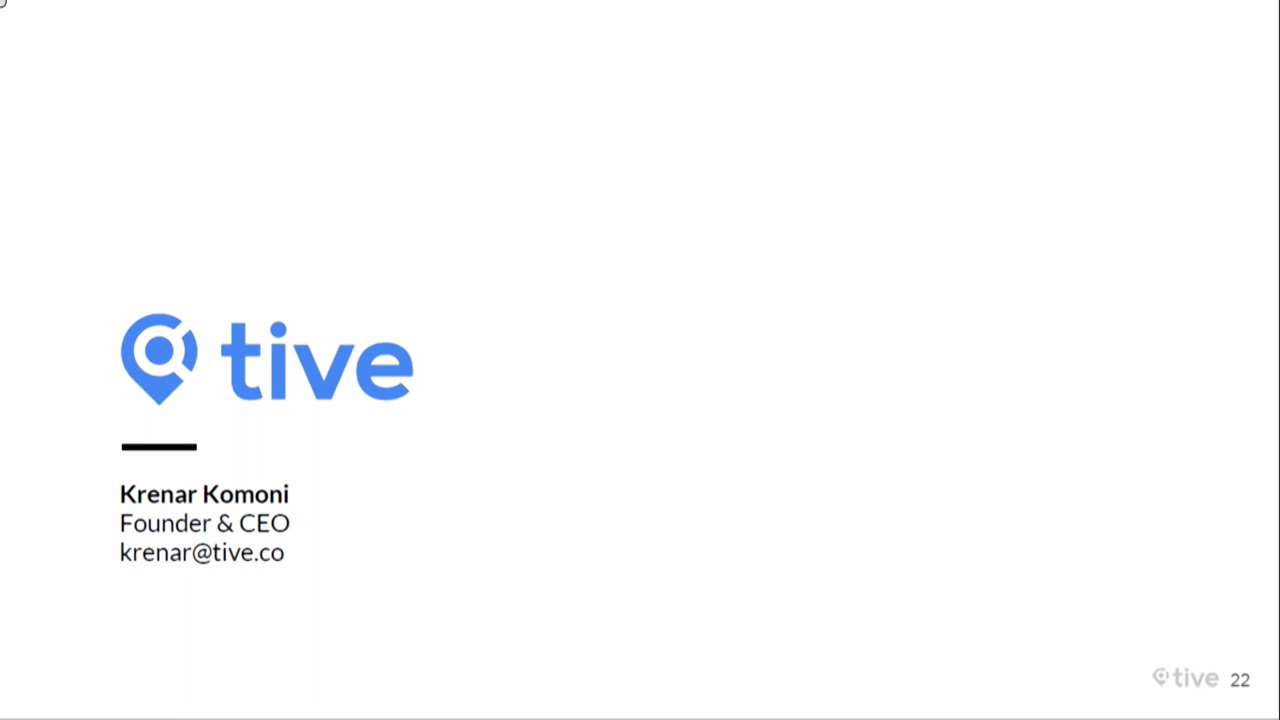 tive
Krenar Komoni
Founder & CEO
krenar@tive.co
tive 22